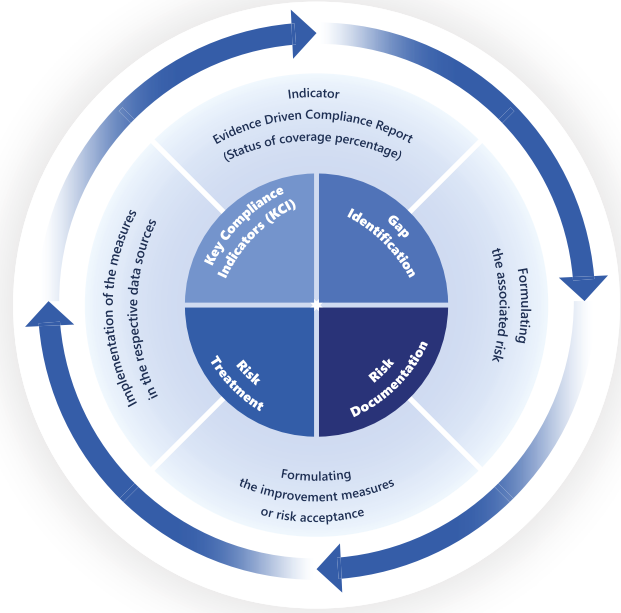 Indicator
Evidence Driven Compliance Report
(Status of coverage percentage)
Key Compliance
Indicators (KCI)
Gap
Identification
Formulating
the associated risk
Risk
Documentation
Formulating
the improvement measures
or risk acceptance
Risk
Treatment
Implementation of the measures
in the respective data sources